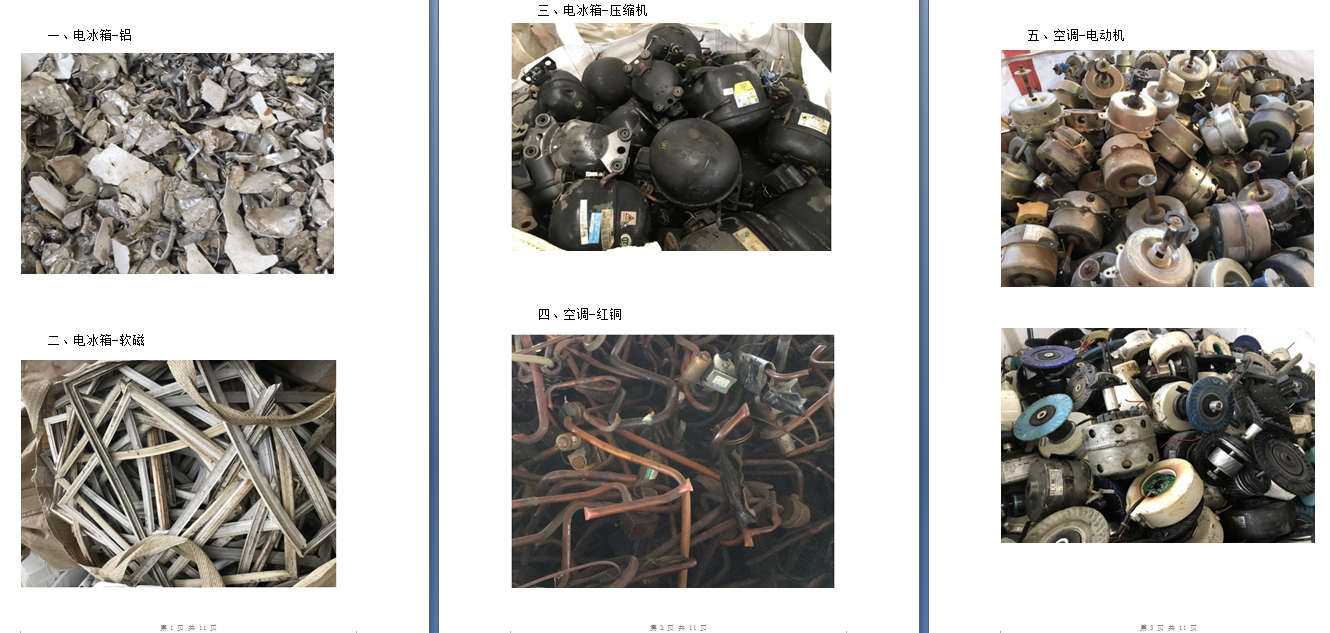 一、电冰箱-铝
二、电冰箱-软磁
第 1 页 共 11 页
三、电冰箱-压缩机
四、空调-红铜
第 2 页 共 11 页
五、空调-电动机
第 3 页 共 11 页